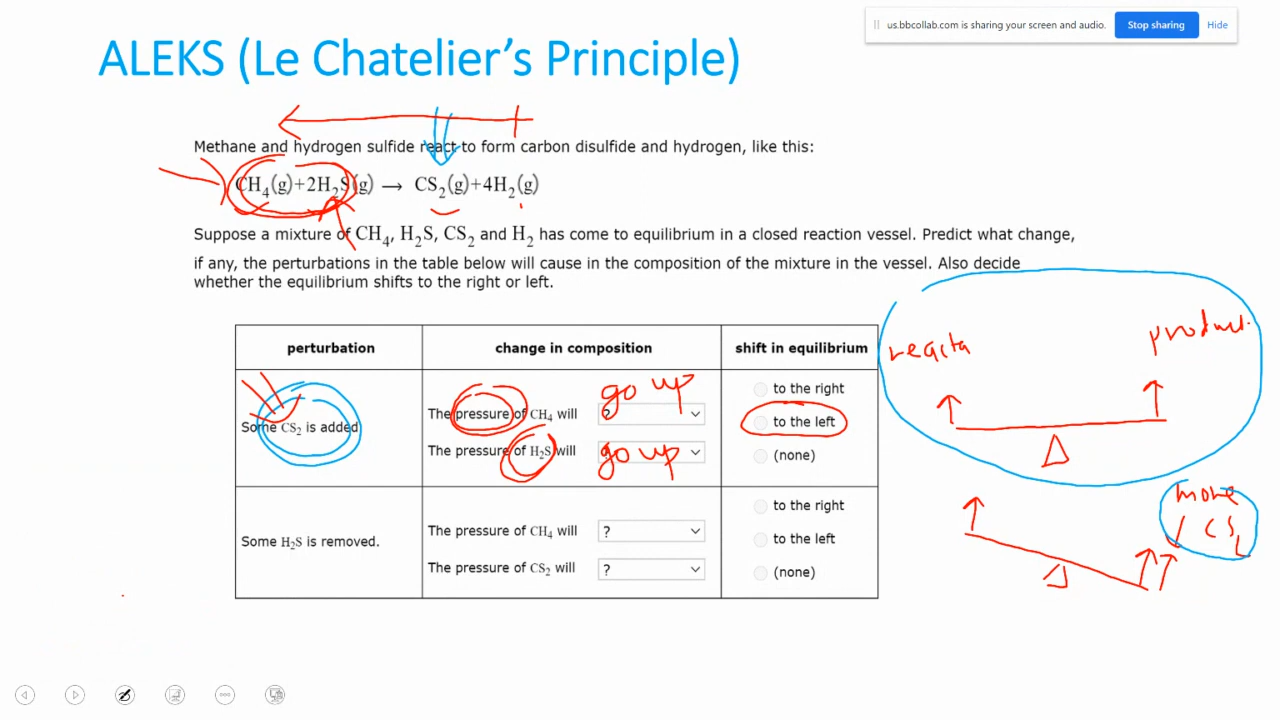 us.bbcollab.com is sharing your screen and audio. Stop sharing Hide
ALEKS (Le Chatelier’s Principle)
Methane and hydrogen sulfide react to form carbon disulfide and hydrogen, like this:
CH₄(g)+2H₂S(g) → CS₂(g)+4H₂(g)
Suppose a mixture of CH₄, H₂S, CS₂ and H₂ has come to equilibrium in a closed reaction vessel. Predict what change,
if any, the perturbations in the table below will cause in the composition of the mixture in the vessel. Also decide
whether the equilibrium shifts to the right or left.
reacta
product
perturbation
change in composition
shift in equilibrium
Some CS₂ is added
The pressure of CH₄ will ? go up
The pressure of H₂S will go up
to the right
to the left
(none)
more
CS₂
Some H₂S is removed.
The pressure of CH₄ will ?
The pressure of CS₂ will ?
to the right
to the left
(none)